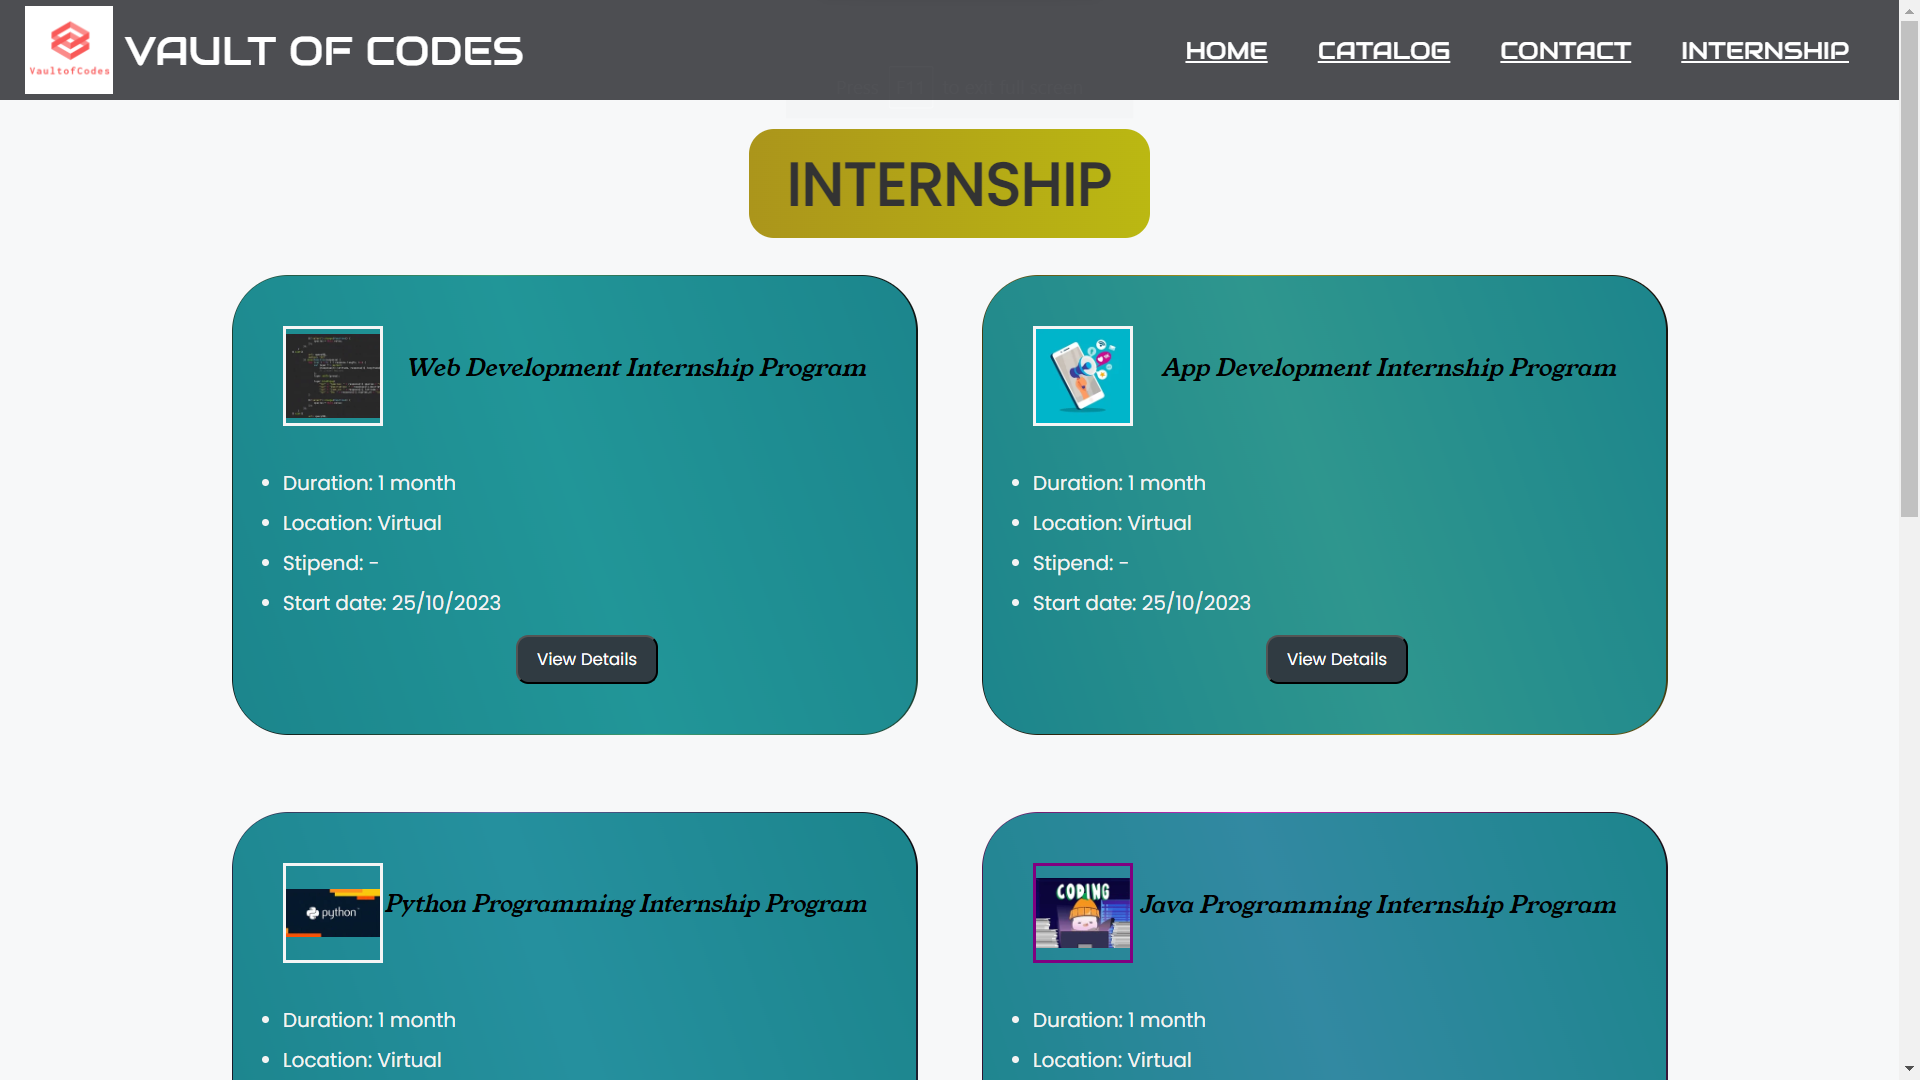 VaultofCodes
VAULT OF CODES
HOME
CATALOG
CONTACT
INTERNSHIP
INTERNSHIP
Web Development Internship Program
Duration: 1 month
Location: Virtual
Stipend: -
Start date: 25/10/2023
View Details
App Development Internship Program
Duration: 1 month
Location: Virtual
Stipend: -
Start date: 25/10/2023
View Details
python
Python Programming Internship Program
Duration: 1 month
Location: Virtual
CODING
Java Programming Internship Program
Duration: 1 month
Location: Virtual